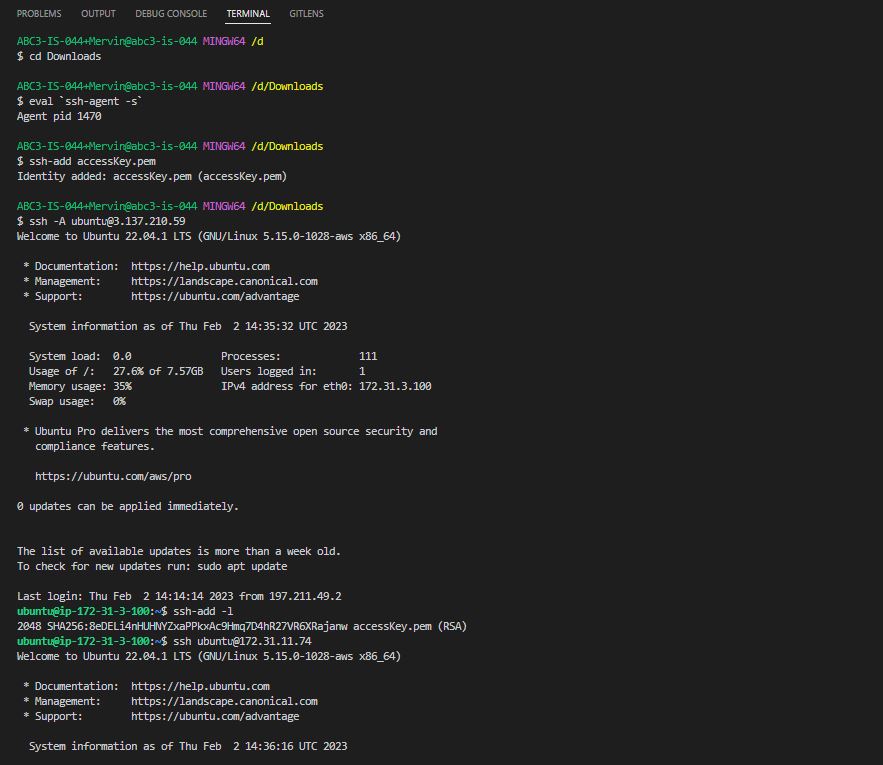 PROBLEMS OUTPUT DEBUG CONSOLE TERMINAL GITLENS
ABC3-IS-044+Mervin@abc3-is-044 MINGW64 /d
$ cd Downloads
ABC3-IS-044+Mervin@abc3-is-044 MINGW64 /d/Downloads
$ eval `ssh-agent -s`
Agent pid 1470
ABC3-IS-044+Mervin@abc3-is-044 MINGW64 /d/Downloads
$ ssh-add accessKey.pem
Identity added: accessKey.pem (accessKey.pem)
ABC3-IS-044+Mervin@abc3-is-044 MINGW64 /d/Downloads
$ ssh -A ubuntu@3.137.210.59
Welcome to Ubuntu 22.04.1 LTS (GNU/Linux 5.15.0-1028-aws x86_64)
* Documentation: https://help.ubuntu.com
* Management: https://landscape.canonical.com
* Support: https://ubuntu.com/advantage
System information as of Thu Feb 2 14:35:32 UTC 2023
System load: 0.0 Processes: 111
Usage of /: 27.6% of 7.57GB Users logged in: 1
Memory usage: 35% IPv4 address for eth0: 172.31.3.100
Swap usage: 0%
* Ubuntu Pro delivers the most comprehensive open source security and
compliance features.
https://ubuntu.com/aws/pro
0 updates can be applied immediately.
The list of available updates is more than a week old.
To check for new updates run: sudo apt update
Last login: Thu Feb 2 14:14:14 2023 from 197.211.49.2
ubuntu@ip-172-31-3-100:~$ ssh-add -l
2048 SHA256:8eDELi4nHUHNYZxaPPkxAc9Hmq7D4hR27VR6XRajanw accessKey.pem (RSA)
ubuntu@ip-172-31-3-100:~$ ssh ubuntu@172.31.11.74
Welcome to Ubuntu 22.04.1 LTS (GNU/Linux 5.15.0-1028-aws x86_64)
* Documentation: https://help.ubuntu.com
* Management: https://landscape.canonical.com
* Support: https://ubuntu.com/advantage
System information as of Thu Feb 2 14:36:16 UTC 2023